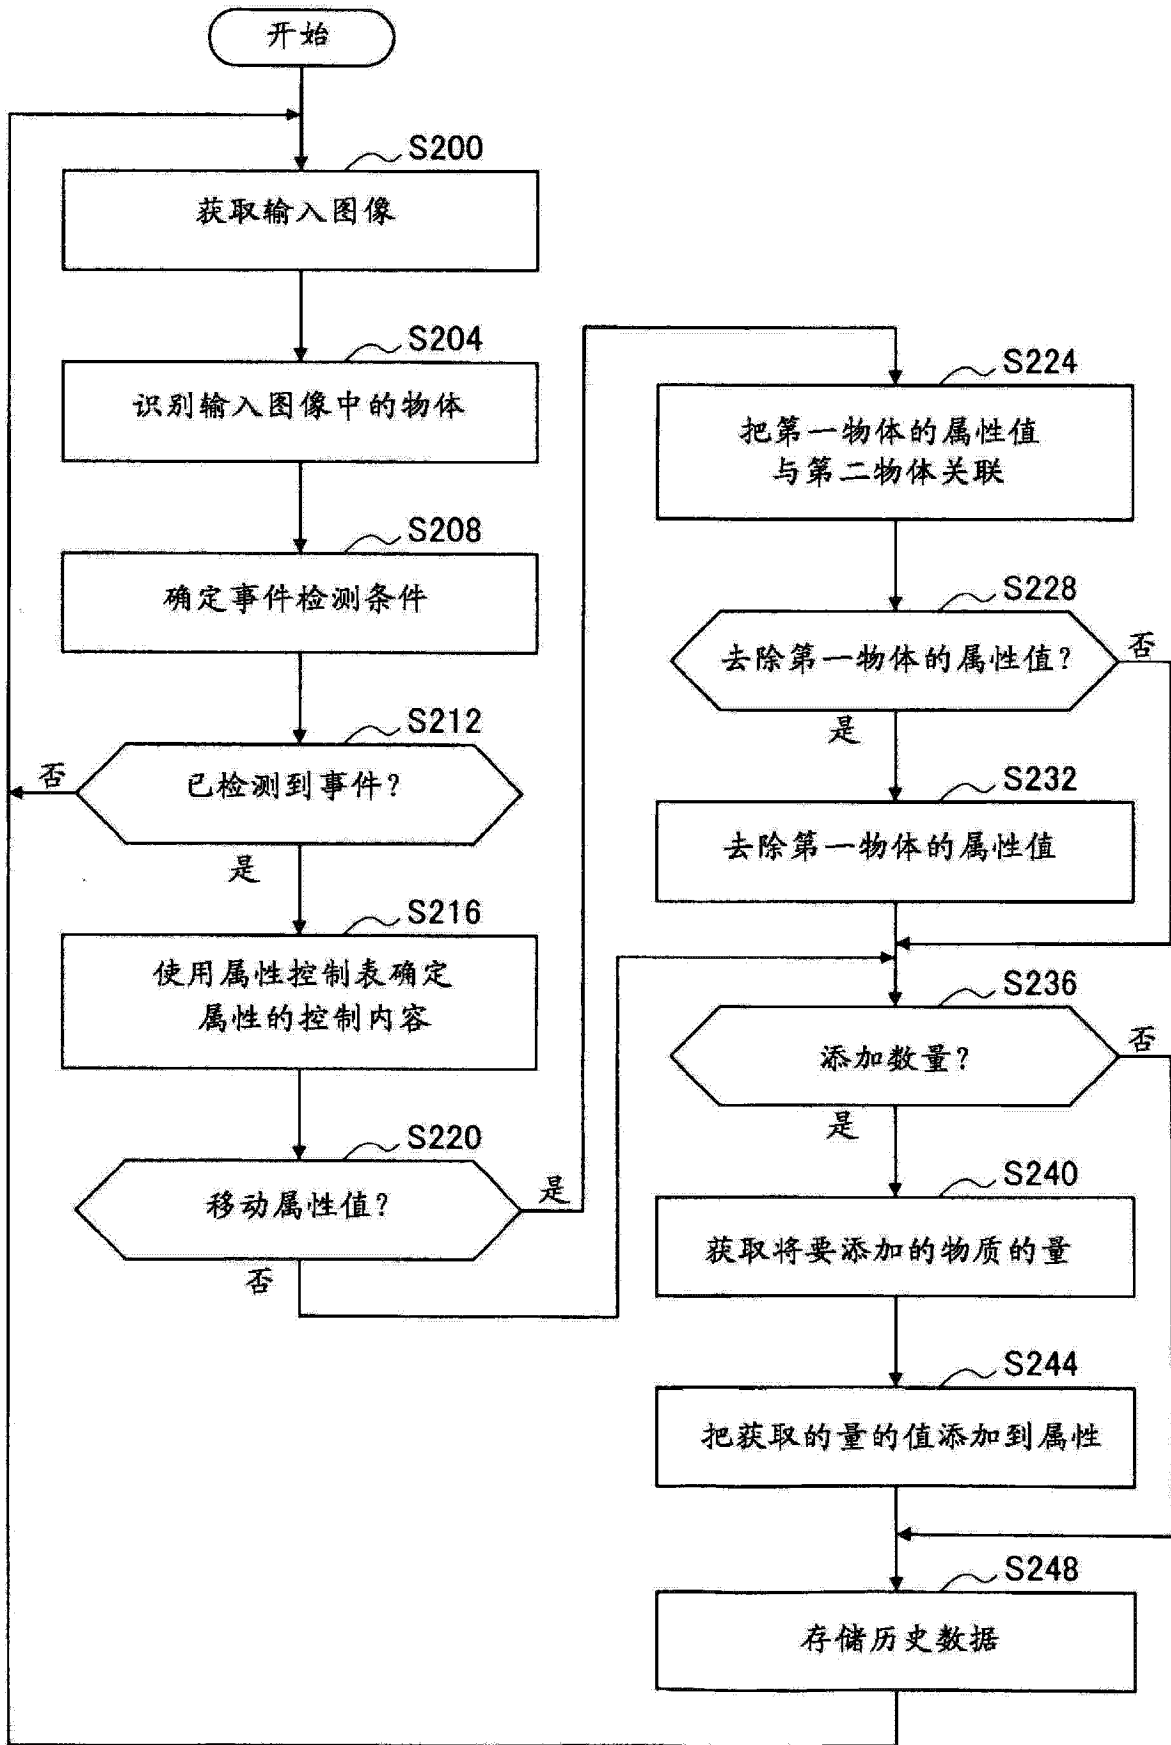 开始
S200
获取输入图像
S204
识别输入图像中的物体
S208
确定事件检测条件
S212
已检测到事件?
否
是
S216
使用属性控制表确定
属性的控制内容
S220
移动属性值?
是
否
S224
把第一物体的属性值
与第二物体关联
S228
去除第一物体的属性值?
否
是
S232
去除第一物体的属性值
S236
添加数量?
否
是
S240
获取将要添加的物质的量
S244
把获取的量的值添加到属性
S248
存储历史数据